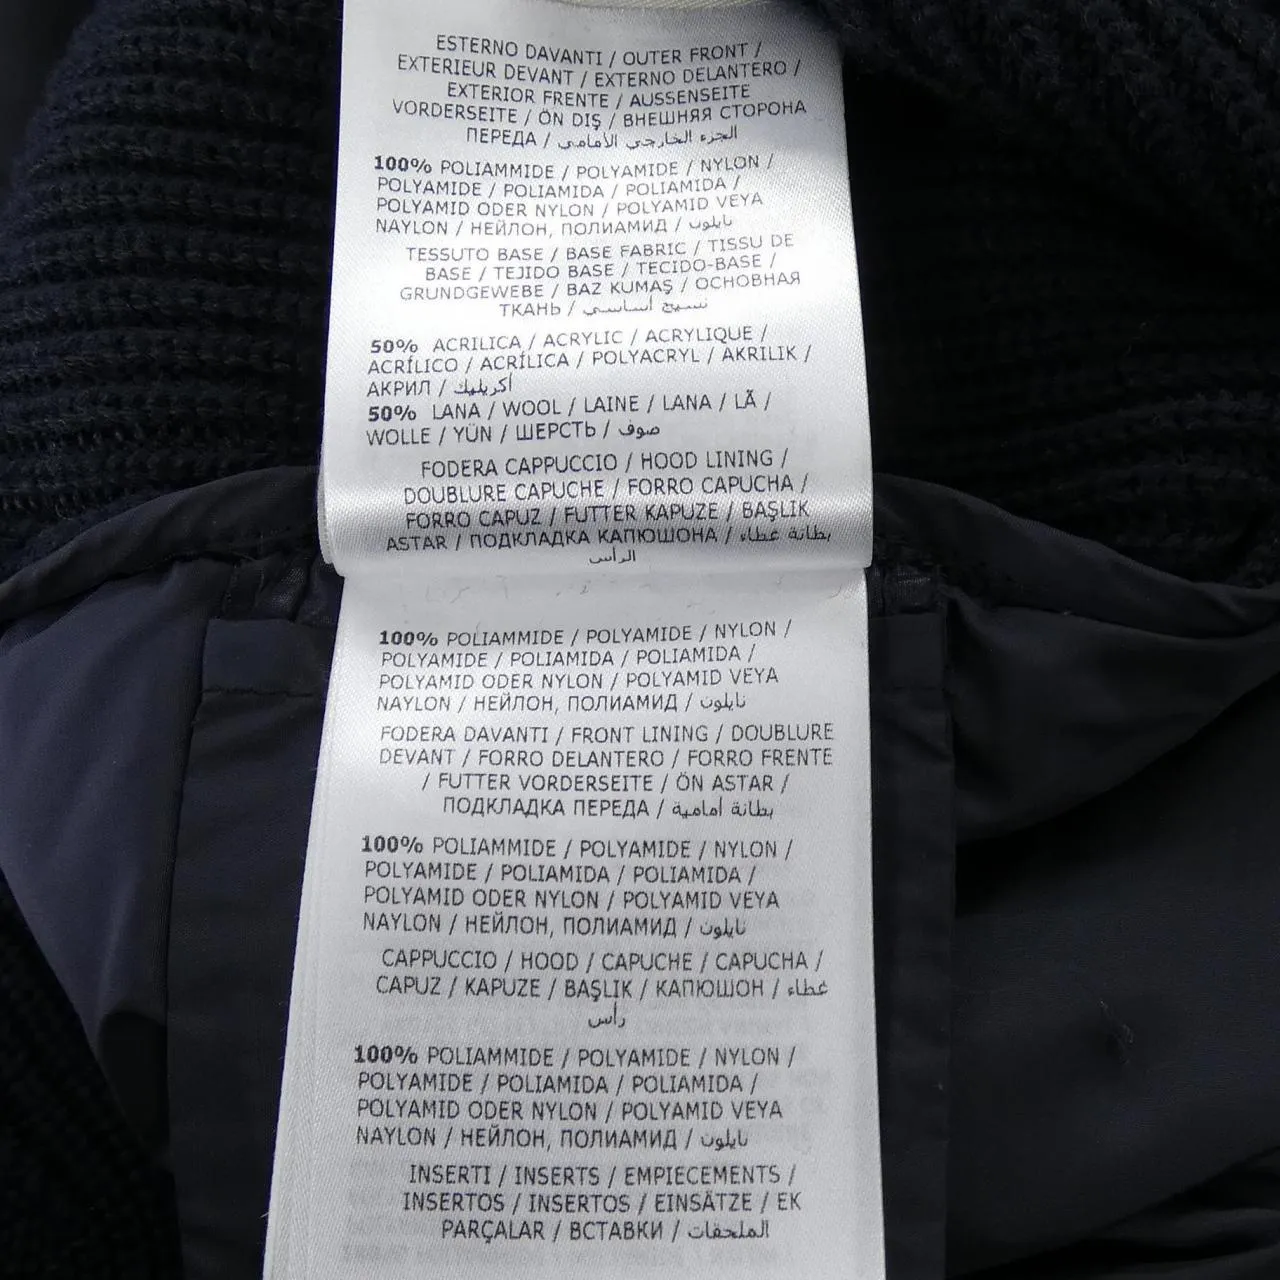 ESTERNO DAVANTI / OUTER FRONT /
EXTERIEUR DEVANT / EXTERNO DELANTERO /
EXTERIOR FRENTE / AUSSENSEITE
VORDERSEITE / ÖN DIŞ / ВНЕШНЯЯ СТОРОНА
ПЕРЕДА / الجزء الخارجي الأمامي
100% POLIAMMIDE / POLYAMIDE / NYLON /
POLYAMIDE / POLIAMIDA / POLIAMIDA /
POLYAMID ODER NYLON / POLYAMID VEYA
NAYLON / НЕЙЛОН, ПОЛИАМИД / نايلون
TESSUTO BASE / BASE FABRIC / TISSU DE
BASE / TEJIDO BASE / TECIDO-BASE /
GRUNDGEWEBE / BAZ KUMAŞ / ОСНОВНАЯ
ТКАНЬ / نسيج أساسي
50% ACRILICA / ACRYLIC / ACRYLIQUE /
ACRÍLICO / ACRÍLICA / POLYACRYL / AKRILIK /
АКРИЛ / أكريليك
50% LANA / WOOL / LAINE / LANA / LÃ /
WOLLE / YÜN / ШЕРСТЬ / صوف
FODERA CAPPUCCIO / HOOD LINING /
DOUBLURE CAPUCHE / FORRO CAPUCHA /
FORRO CAPUZ / FUTTER KAPUZE / BAŞLIK
ASTAR / ПОДКЛАДКА КАПЮШОНА / بطانة غطاء
الرأس
100% POLIAMMIDE / POLYAMIDE / NYLON /
POLYAMIDE / POLIAMIDA / POLIAMIDA /
POLYAMID ODER NYLON / POLYAMID VEYA
NAYLON / НЕЙЛОН, ПОЛИАМИД / نايلون
FODERA DAVANTI / FRONT LINING / DOUBLURE
DEVANT / FORRO DELANTERO / FORRO FRENTE
/ FUTTER VORDERSEITE / ÖN ASTAR /
ПОДКЛАДКА ПЕРЕДА / بطانة أمامية
100% POLIAMMIDE / POLYAMIDE / NYLON /
POLYAMIDE / POLIAMIDA / POLIAMIDA /
POLYAMID ODER NYLON / POLYAMID VEYA
NAYLON / НЕЙЛОН, ПОЛИАМИД / نايلون
CAPPUCCIO / HOOD / CAPUCHE / CAPUCHA /
CAPUZ / KAPUZE / BAŞLIK / КАПЮШОН / غطاء
رأس
100% POLIAMMIDE / POLYAMIDE / NYLON /
POLYAMIDE / POLIAMIDA / POLIAMIDA /
POLYAMID ODER NYLON / POLYAMID VEYA
NAYLON / НЕЙЛОН, ПОЛИАМИД / نايلون
INSERTI / INSERTS / EMPIECEMENTS /
INSERTOS / INSERTOS / EINSÄTZE / EK
PARÇALAR / ВСТАВКИ / الملحقات